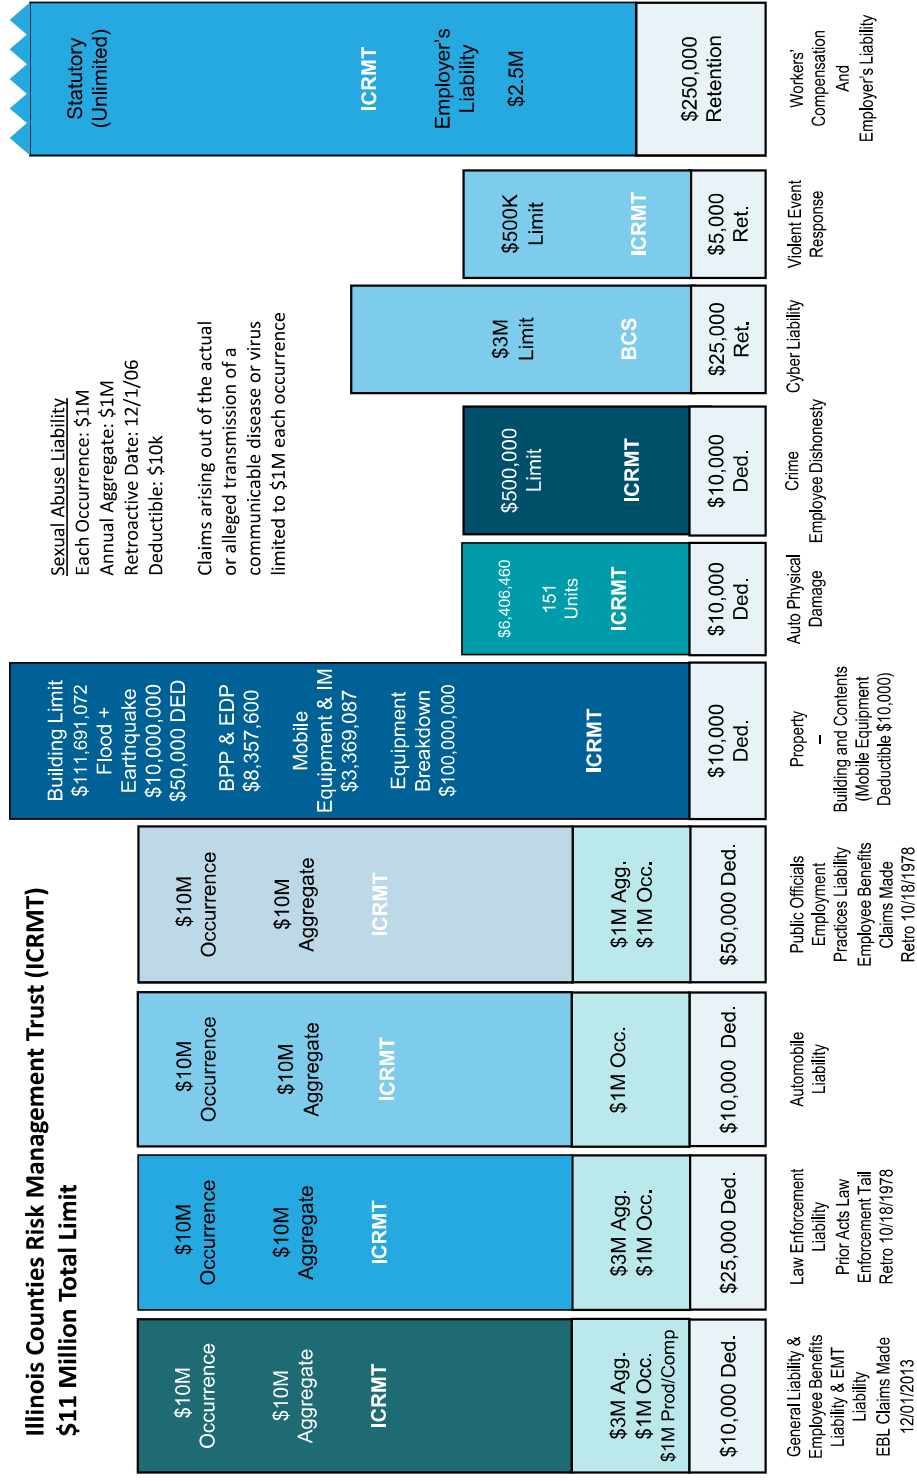 Illinois Counties Risk Management Trust (ICRMT)
$11 Million Total Limit
$10M
Occurrence
$10M
Aggregate
ICRMT
$3M Agg.
$1M Occ.
$1M Prod/Comp
$10,000 Ded.
General Liability &
Employee Benefits
Liability & EMT
Liability
EBL Claims Made
12/01/2013
$10M
Occurrence
$10M
Aggregate
ICRMT
$3M Agg.
$1M Occ.
$25,000 Ded.
Law Enforcement
Liability
Prior Acts Law
Enforcement Tail
Retro 10/18/1978
$10M
Occurrence
$10M
Aggregate
ICRMT
$1M Occ.
$10,000 Ded.
Automobile
Liability
$10M
Occurrence
$10M
Aggregate
ICRMT
$1M Agg.
$1M Occ.
$50,000 Ded.
Public Officials
Employment
Practices Liability
Employee Benefits
Claims Made
Retro 10/18/1978
Building Limit
$111,691,072
Flood +
Earthquake
$10,000,000
$50,000 DED
BPP & EDP
$8,357,600
Mobile
Equipment & IM
$3,369,087
Equipment
Breakdown
$100,000,000
ICRMT
$10,000
Ded.
Property
–
Building and Contents
(Mobile Equipment
Deductible $10,000)
Sexual Abuse Liability
Each Occurrence: $1M
Annual Aggregate: $1M
Retroactive Date: 12/1/06
Deductible: $10k
Claims arising out of the actual
or alleged transmission of a
communicable disease or virus
limited to $1M each occurrence
$6,406,460
151
Units
ICRMT
$10,000
Ded.
Auto Physical
Damage
$500,000
Limit
ICRMT
$10,000
Ded.
Crime
Employee Dishonesty
$3M
Limit
BCS
$25,000
Ret.
Cyber Liability
$500K
Limit
ICRMT
$5,000
Ret.
Violent Event
Response
Statutory
(Unlimited)
ICRMT
Employer's
Liability
$2.5M
$250,000
Retention
Workers'
Compensation
And
Employer's Liability